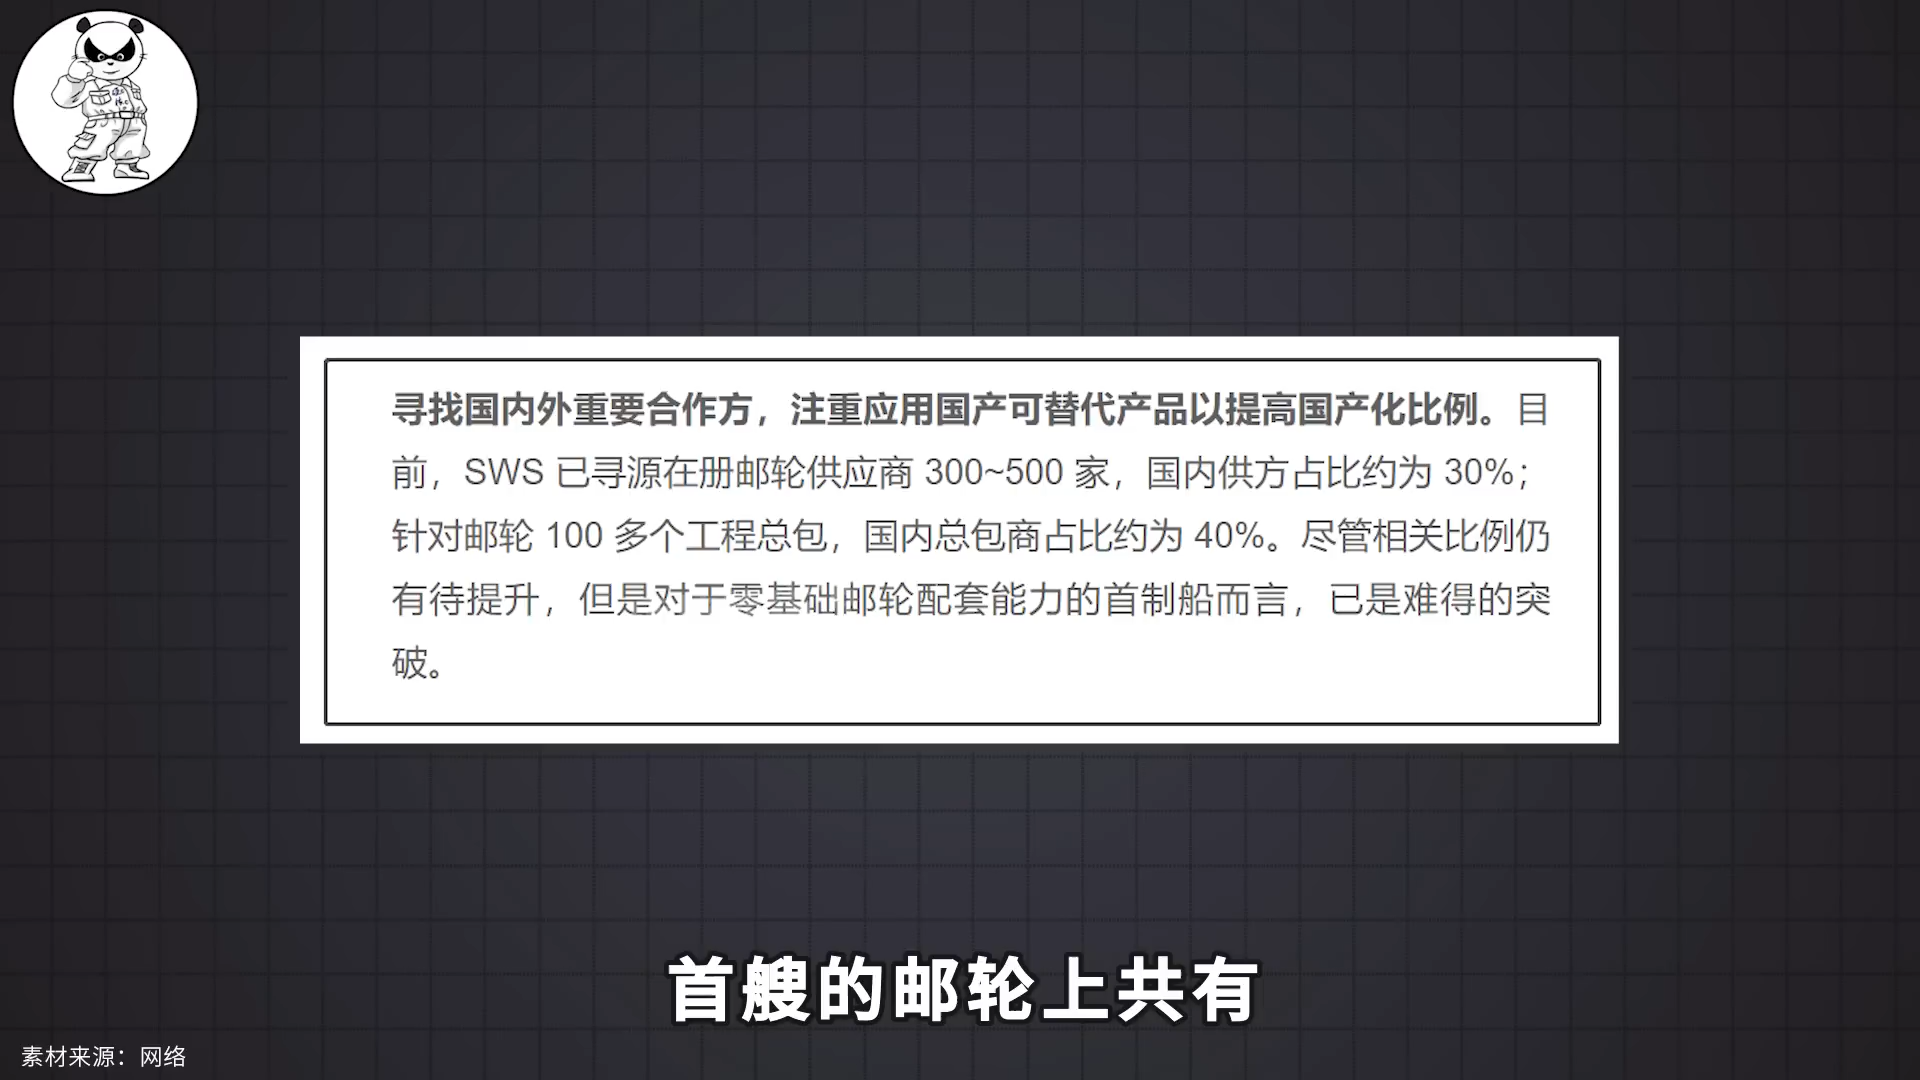 寻找国内外重要合作方，注重应用国产可替代产品以提高国产化比例。目
前，SWS 已寻源在册邮轮供应商 300~500 家，国内供方占比约为 30%；
针对邮轮 100 多个工程总包，国内总包商占比约为 40%。尽管相关比例仍
有待提升，但是对于零基础邮轮配套能力的首制船而言，已是难得的突
破。
首艘的邮轮上共有
素材来源：网络